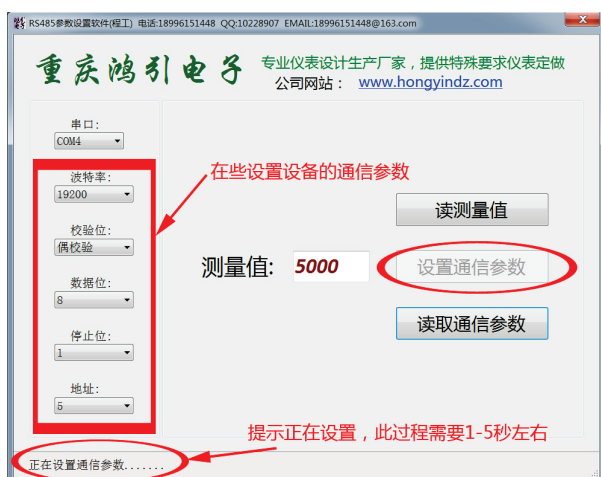 RS485参数设置软件(程工) 电话:18996151448 QQ:10228907 EMAIL:18996151448@163.com
重庆鸿引电子
专业仪表设计生产厂家，提供特殊要求仪表定做
公司网站： www.hongyindz.com
串口:
COM4
波特率:
19200
校验位:
偶校验
数据位:
8
停止位:
1
地址:
5
在些设置设备的通信参数
读测量值
测量值: 5000
设置通信参数
读取通信参数
提示正在设置，此过程需要1-5秒左右
正在设置通信参数.......